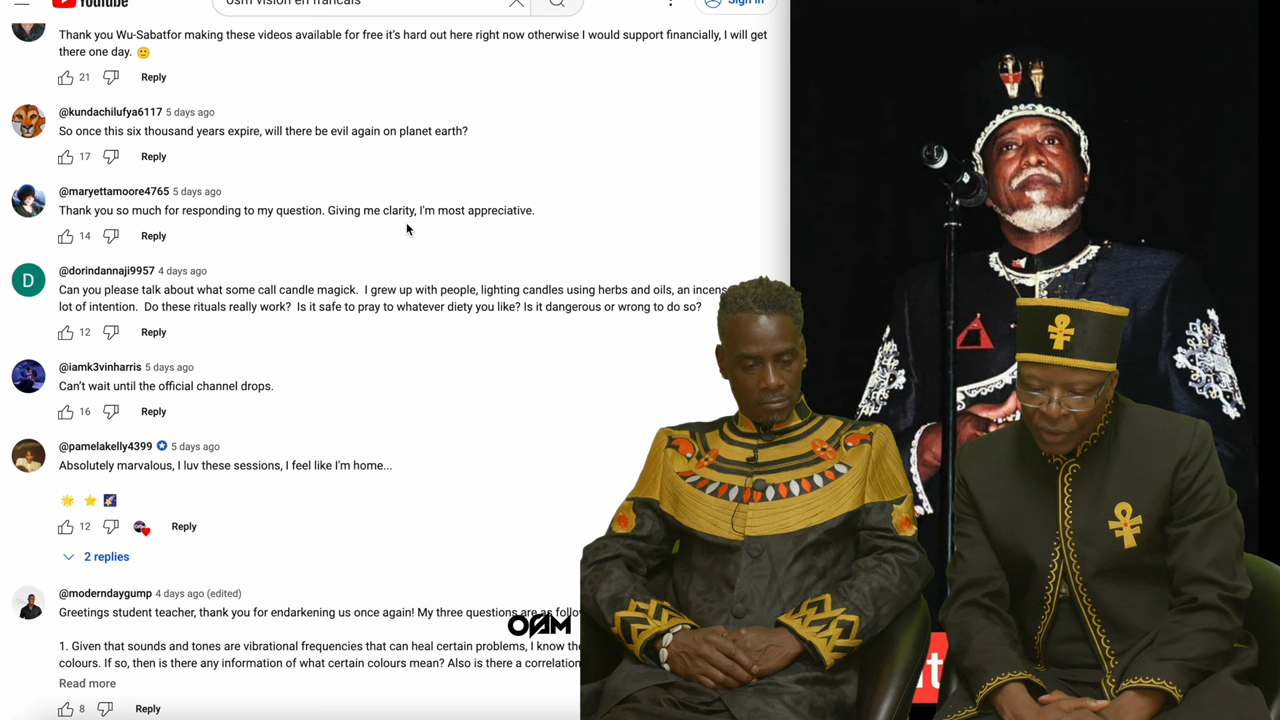 YouTube
osm vision en francais
Sign in
Thank you Wu-Sabatfor making these videos available for free it's hard out here right now otherwise I would support financially, I will get
there one day. 🙂
21 Reply
@kundachilufya6117 5 days ago
So once this six thousand years expire, will there be evil again on planet earth?
17 Reply
@maryettamoore4765 5 days ago
Thank you so much for responding to my question. Giving me clarity, I'm most appreciative.
14 Reply
@dorindannaji9957 4 days ago
D
Can you please talk about what some call candle magick. I grew up with people, lighting candles using herbs and oils, an incens
lot of intention. Do these rituals really work? Is it safe to pray to whatever diety you like? Is it dangerous or wrong to do so?
12 Reply
@iamk3vinharris 5 days ago
Can't wait until the official channel drops.
16 Reply
@pamelakelly4399 5 days ago
Absolutely marvalous, I luv these sessions, I feel like I'm home...
🌟 ⭐ 🌠
12 Reply
2 replies
@moderndaygump 4 days ago (edited)
Greetings student teacher, thank you for endarkening us once again! My three questions are as follow
OSM
1. Given that sounds and tones are vibrational frequencies that can heal certain problems, I know the
colours. If so, then is there any information of what certain colours mean? Also is there a correlation
Read more
8 Reply